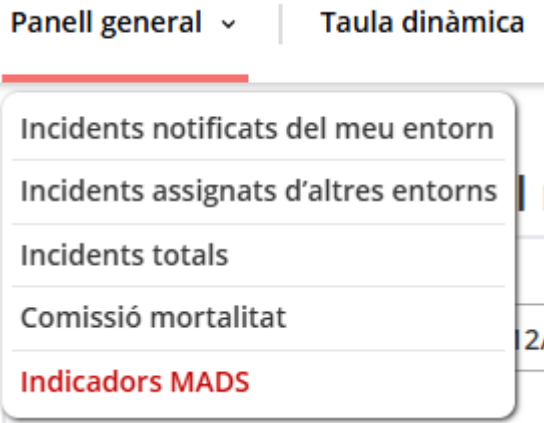 Panell general
Taula dinàmica
Incidents notificats del meu entorn
Incidents assignats d’altres entorns
Incidents totals
Comissió mortalitat
12/
Indicadors MADS